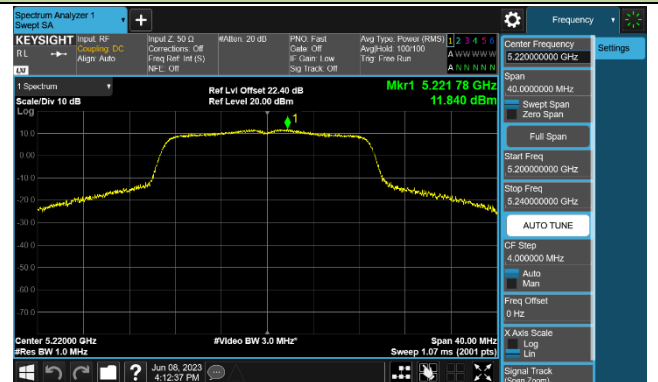 Spectrum Analyzer 1
Swept SA
+
Frequency
KEYSIGHT
RL
LXI
Input: RF
Coupling: DC
Align: Auto
Input Z: 50 Ω
Corrections: Off
Freq Ref: Int (S)
NFE: Off
#Atten: 20 dB
PNO: Fast
Gate: Off
IF Gain: Low
Sig Track: Off
Avg Type: Power (RMS)
Avg|Hold: 100/100
Trig: Free Run
1 2 3 4 5 6
A W W W W W
A N N N N N
1 Spectrum
Scale/Div 10 dB
Log
Ref Lvl Offset 22.40 dB
Ref Level 20.00 dBm
Mkr1 5.221 78 GHz
11.840 dBm
1
10.0
0.00
-10.0
-20.0
-30.0
-40.0
-50.0
-60.0
-70.0
Center 5.22000 GHz
#Res BW 1.0 MHz
#Video BW 3.0 MHz*
Span 40.00 MHz
Sweep 1.07 ms (2001 pts)
Center Frequency
5.220000000 GHz
Settings
Span
40.0000000 MHz
Swept Span
Zero Span
Full Span
Start Freq
5.200000000 GHz
Stop Freq
5.240000000 GHz
AUTO TUNE
CF Step
4.000000 MHz
Auto
Man
Freq Offset
0 Hz
X Axis Scale
Log
Lin
Signal Track
(Span Zoom)
?
Jun 08, 2023
4:12:37 PM